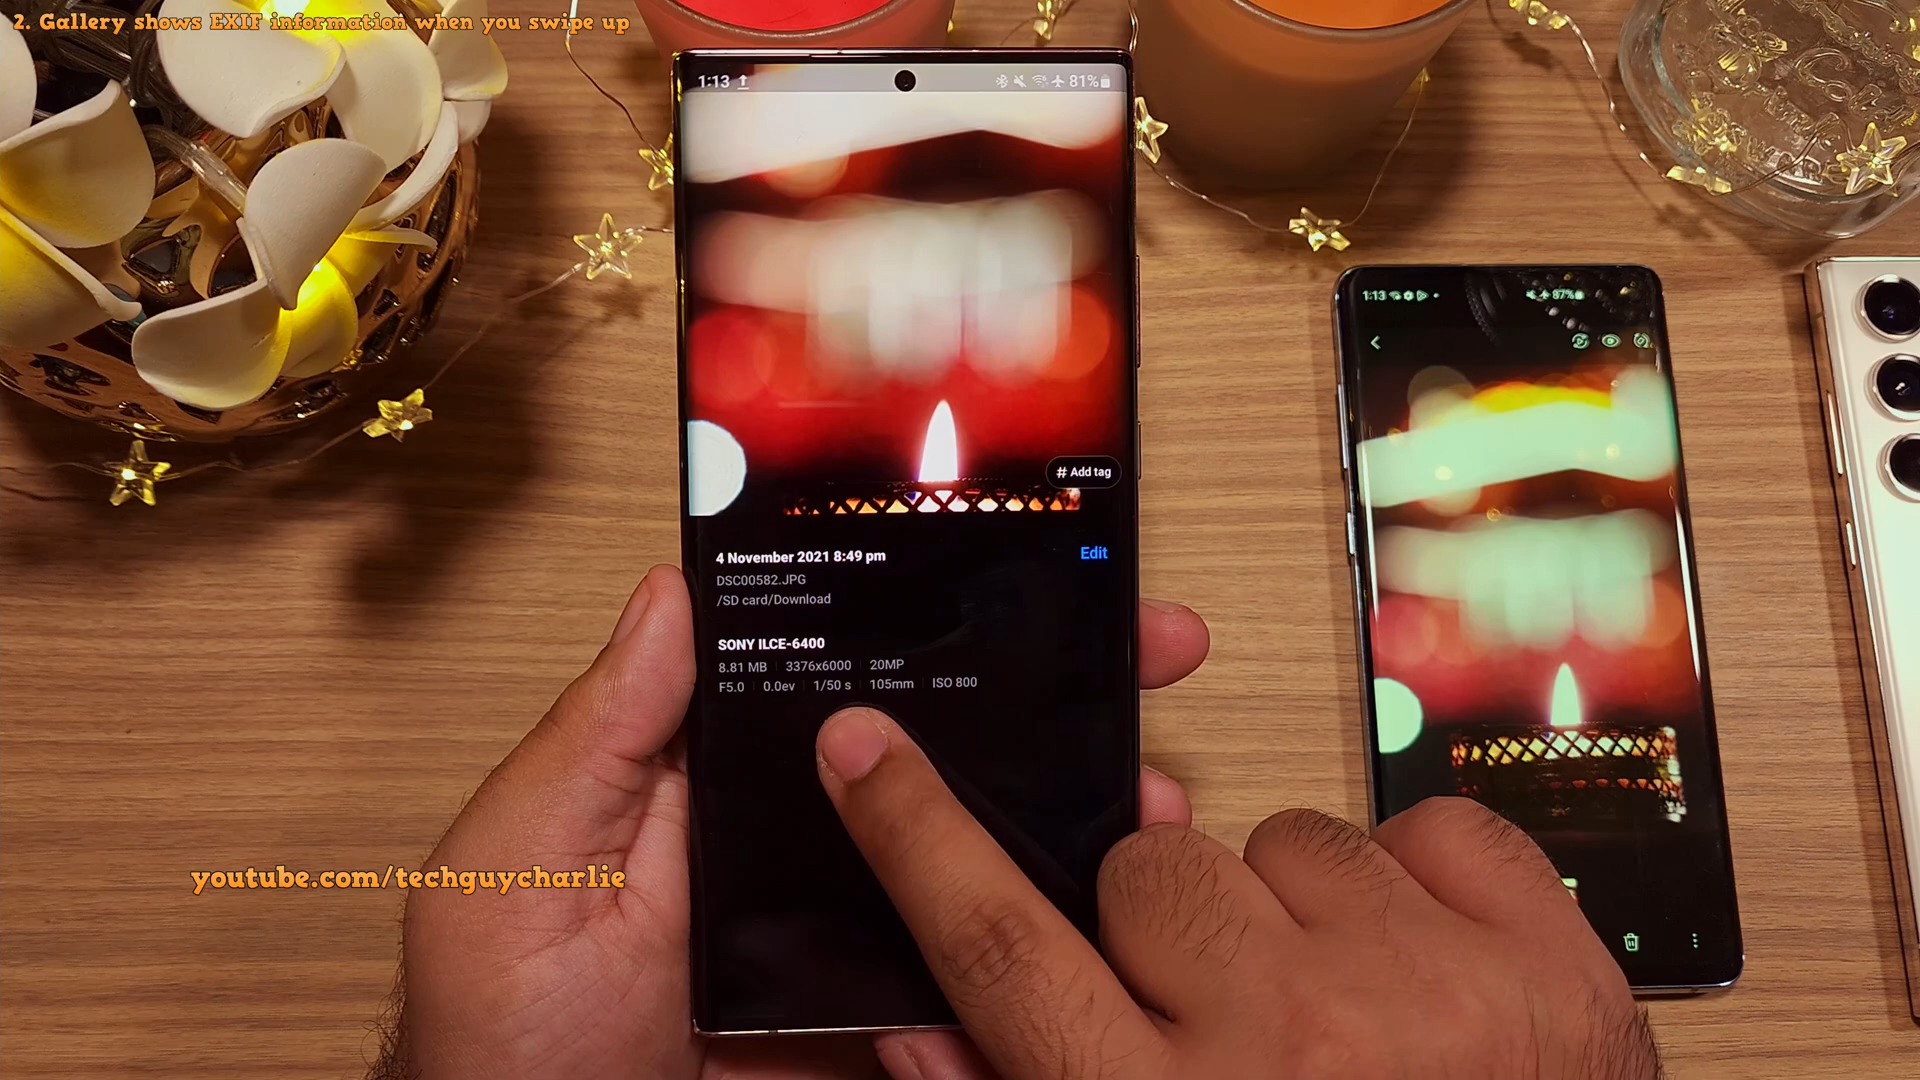 2. Gallery shows EXIF information when you swipe up
1:13
81%
1:13
87%
# Add tag
4 November 2021 8:49 pm
Edit
DSC00582.JPG
/SD card/Download
SONY ILCE-6400
8.81 MB 3376x6000 20MP
F5.0 0.0ev 1/50 s 105mm ISO 800
youtube.com/techguycharlie